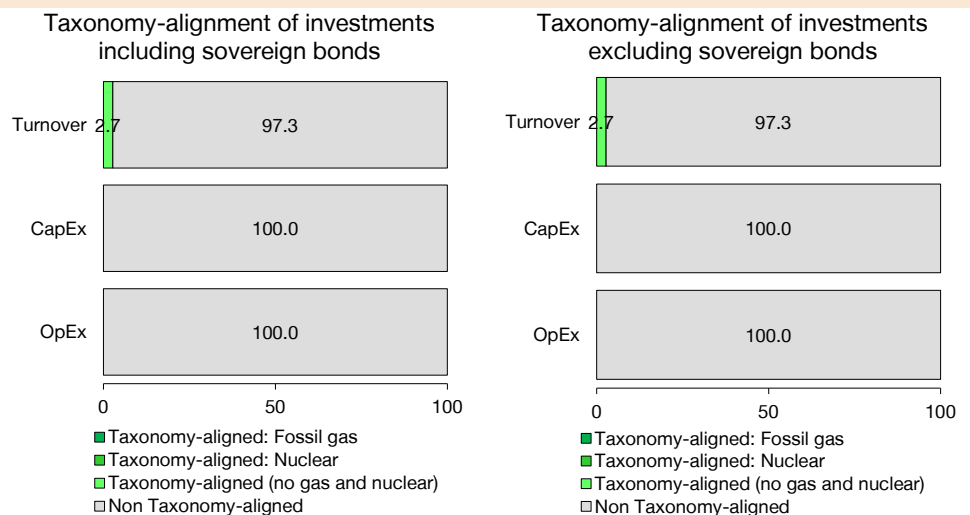 Taxonomy-alignment of investments
including sovereign bonds
Turnover 2.7 97.3
CapEx 100.0
OpEx 100.0
0 50 100
Taxonomy-aligned: Fossil gas
Taxonomy-aligned: Nuclear
Taxonomy-aligned (no gas and nuclear)
Non Taxonomy-aligned
Taxonomy-alignment of investments
excluding sovereign bonds
Turnover 2.7 97.3
CapEx 100.0
OpEx 100.0
0 50 100
Taxonomy-aligned: Fossil gas
Taxonomy-aligned: Nuclear
Taxonomy-aligned (no gas and nuclear)
Non Taxonomy-aligned